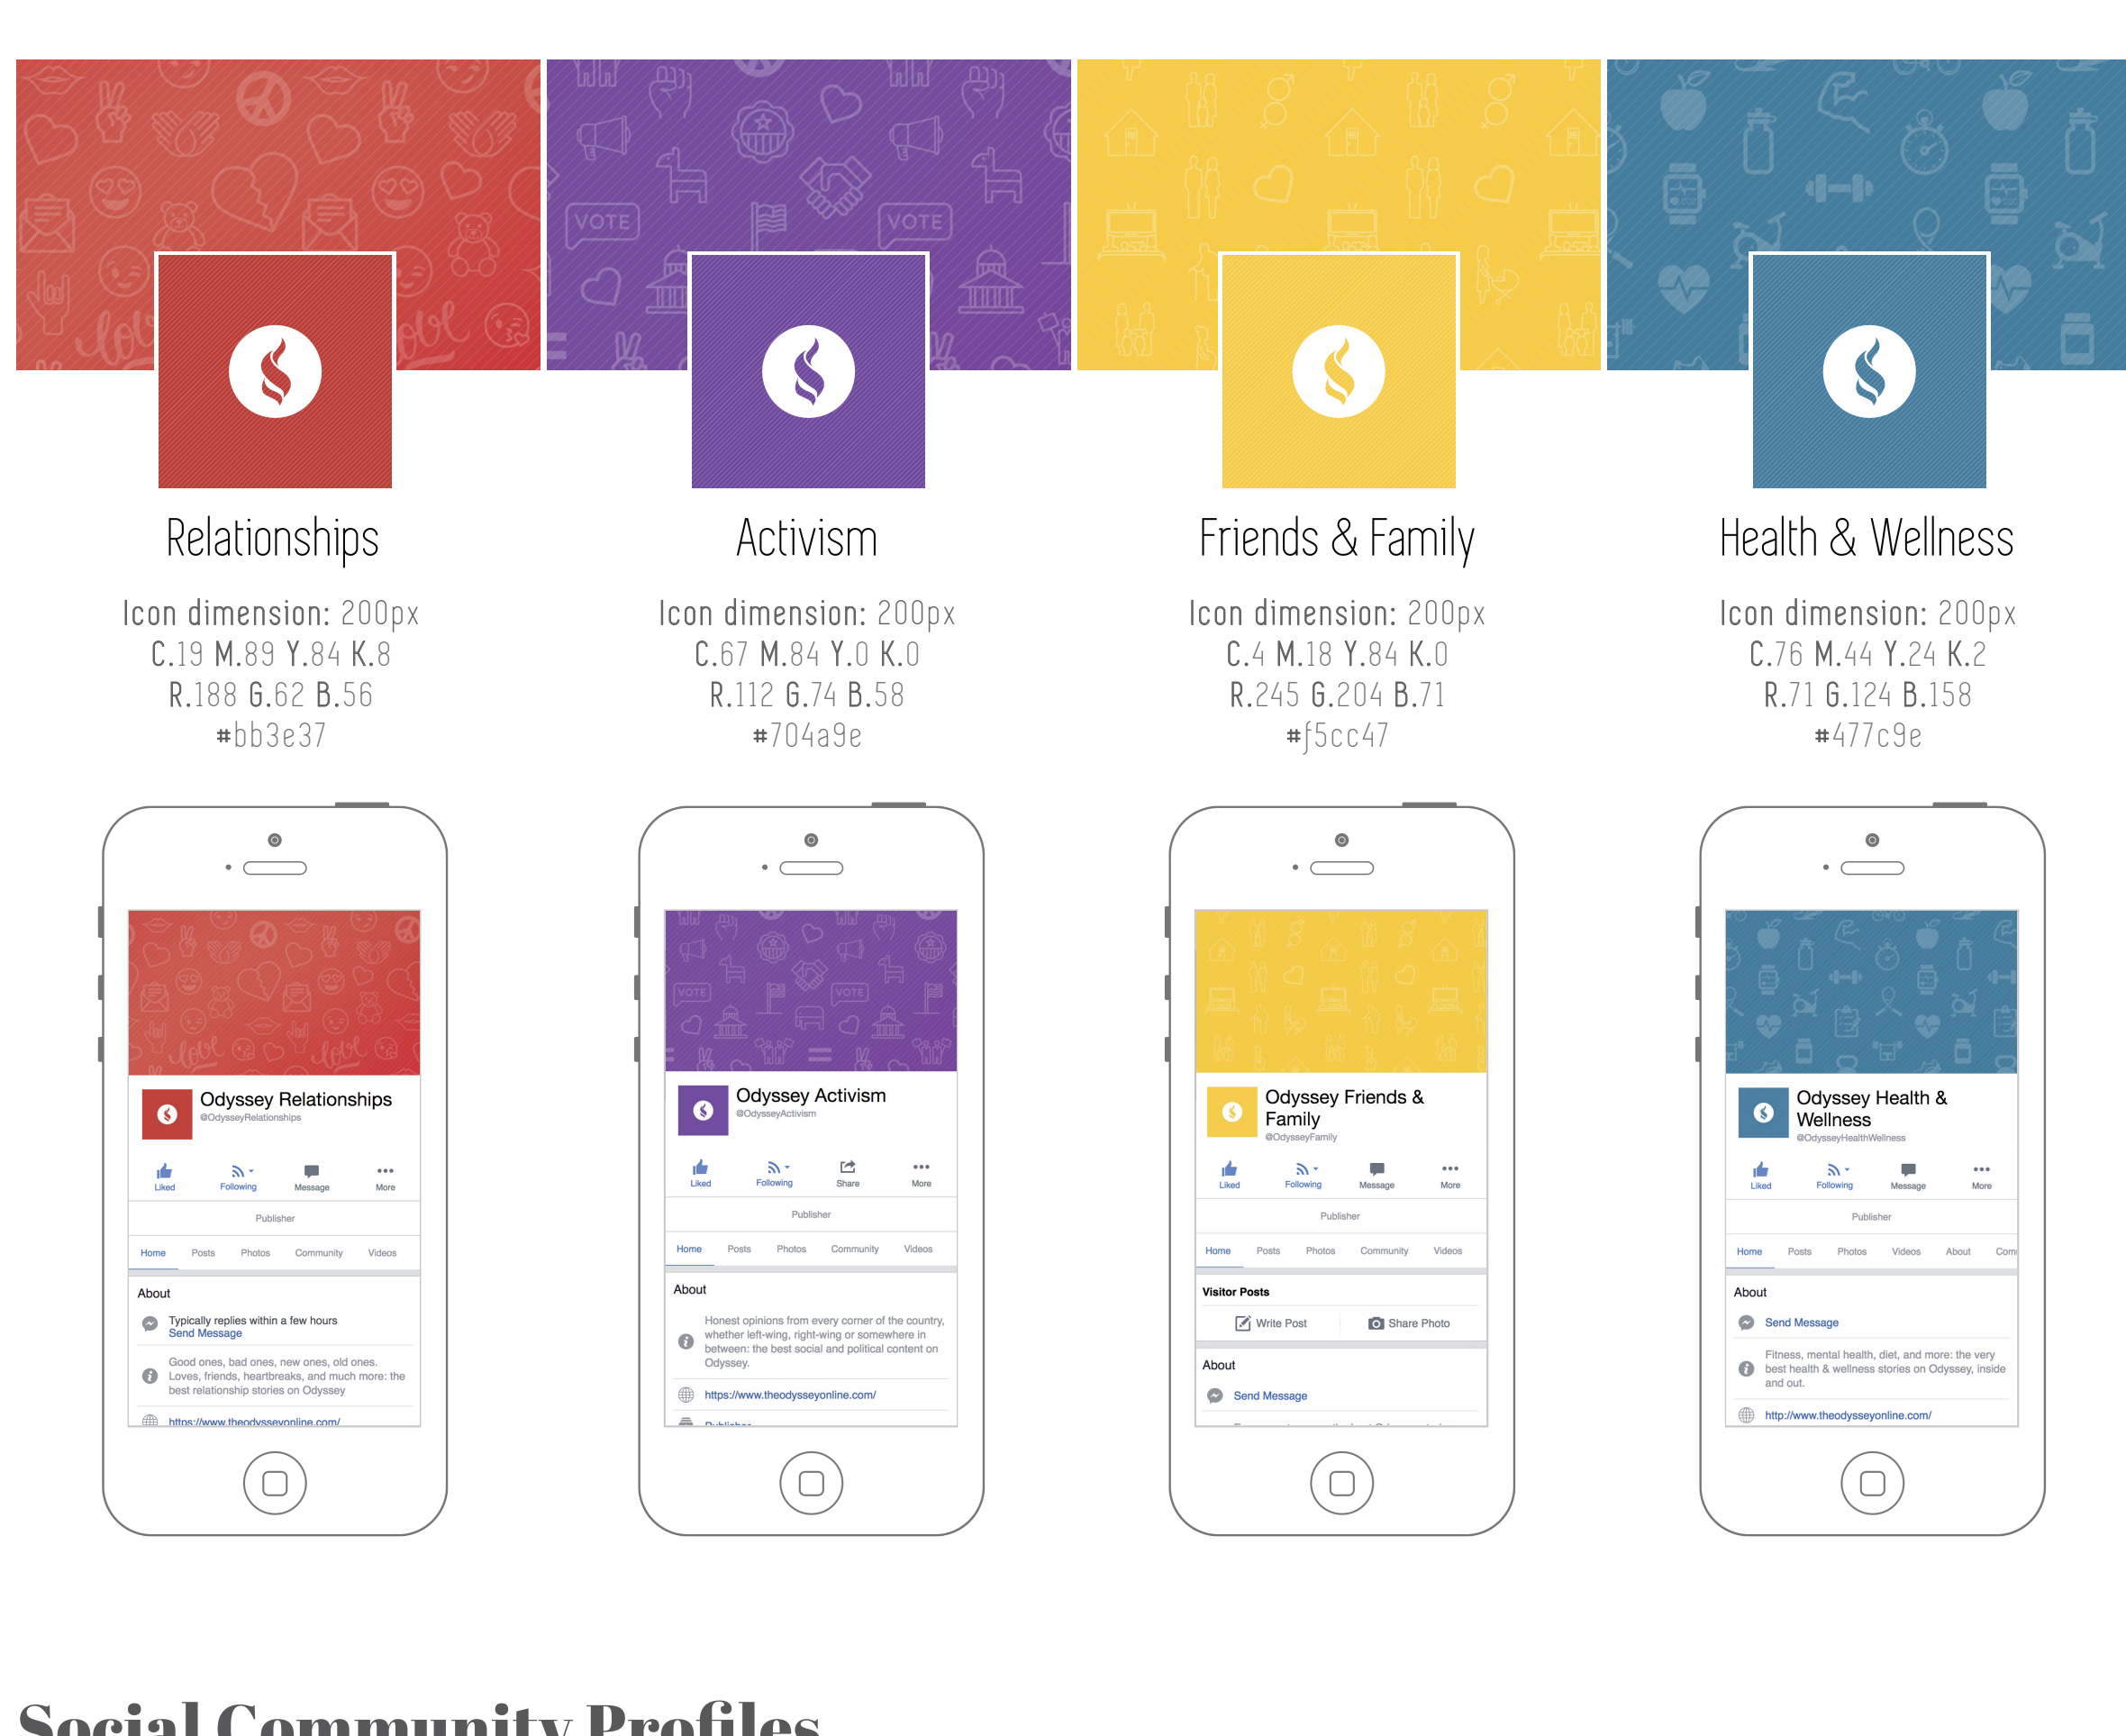 VOTE
VOTE
love
love
Relationships
Icon dimension: 200px
C.19 M.89 Y.84 K.8
R.188 G.62 B.56
#bb3e37
Activism
Icon dimension: 200px
C.67 M.84 Y.0 K.0
R.112 G.74 B.58
#704a9e
Friends & Family
Icon dimension: 200px
C.4 M.18 Y.84 K.0
R.245 G.204 B.71
#f5cc47
Health & Wellness
Icon dimension: 200px
C.76 M.44 Y.24 K.2
R.71 G.124 B.158
#477c9e
love
love
Odyssey Relationships
@OdysseyRelationships
Liked Following Message More
Publisher
Home Posts Photos Community Videos
About
Typically replies within a few hours
Send Message
Good ones, bad ones, new ones, old ones.
Loves, friends, heartbreaks, and much more: the
best relationship stories on Odyssey
https://www.theodysseyonline.com/
VOTE
VOTE
Odyssey Activism
@OdysseyActivism
Liked Following Share More
Publisher
Home Posts Photos Community Videos
About
Honest opinions from every corner of the country,
whether left-wing, right-wing or somewhere in
between: the best social and political content on
Odyssey.
https://www.theodysseyonline.com/
Publisher
Odyssey Friends &
Family
@OdysseyFamily
Liked Following Message More
Publisher
Home Posts Photos Community Videos
Visitor Posts
Write Post Share Photo
About
Send Message
Odyssey Health &
Wellness
@OdysseyHealthWellness
Liked Following Message More
Publisher
Home Posts Photos Videos About Com
About
Send Message
Fitness, mental health, diet, and more: the very
best health & wellness stories on Odyssey, inside
and out.
http://www.theodysseyonline.com/
Social Community Profiles